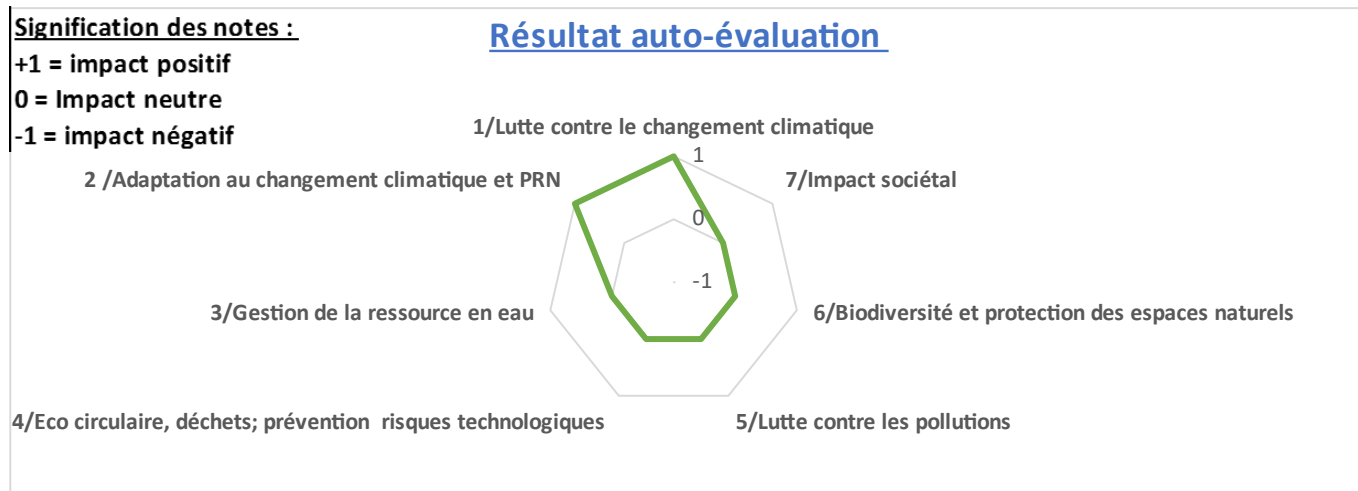 Signification des notes :
+1 = impact positif
0 = Impact neutre
-1 = impact négatif
Résultat auto-évaluation
1/Lutte contre le changement climatique
1
2 /Adaptation au changement climatique et PRN
7/Impact sociétal
0
-1
3/Gestion de la ressource en eau
6/Biodiversité et protection des espaces naturels
4/Eco circulaire, déchets; prévention  risques technologiques
5/Lutte contre les pollutions